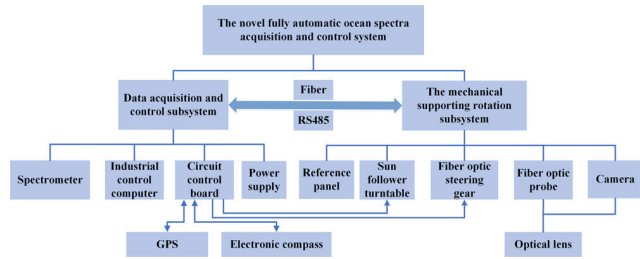 The novel fully automatic ocean spectra
acquisition and control system
Data acquisition and
control subsystem
Fiber
RS485
The mechanical
supporting rotation
subsystem
Spectrometer
Industrial
control
computer
Circuit
control
board
Power
supply
Reference
panel
Sun
follower
turntable
Fiber optic
steering
gear
Fiber optic
probe
Camera
GPS
Electronic compass
Optical lens